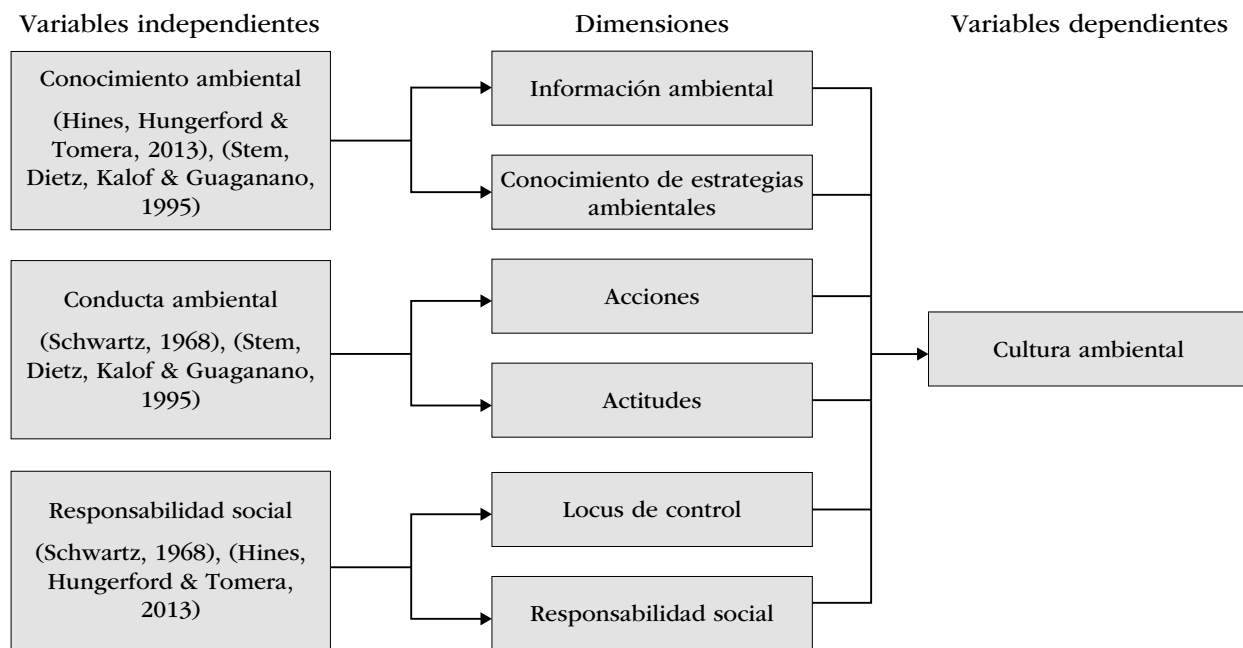 Variables independientes
Dimensiones
Variables dependientes
Conocimiento ambiental
(Hines, Hungerford &
Tomera, 2013), (Stem,
Dietz, Kalof & Guaganano,
1995)
Información ambiental
Conocimiento de estrategias
ambientales
Conducta ambiental
(Schwartz, 1968), (Stem,
Dietz, Kalof & Guaganano,
1995)
Acciones
Actitudes
Responsabilidad social
(Schwartz, 1968), (Hines,
Hungerford & Tomera,
2013)
Locus de control
Responsabilidad social
Cultura ambiental